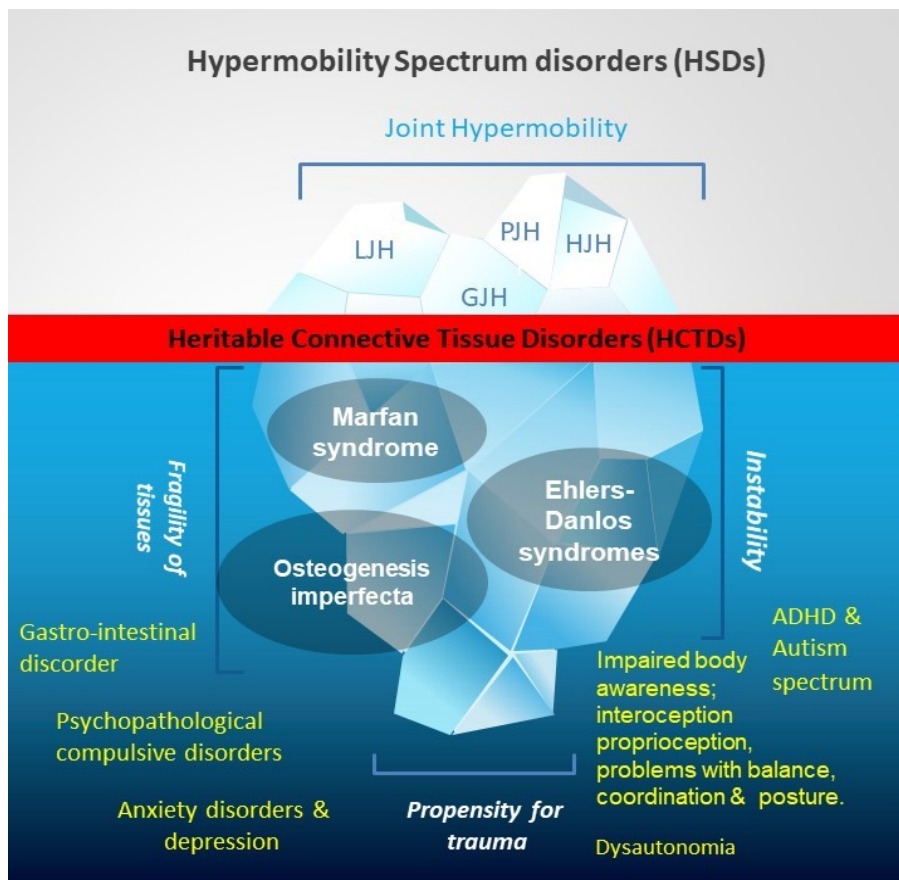 Hypermobility Spectrum disorders (HSDs)
Joint Hypermobility
LJH
PJH
HJH
GJH
Heritable Connective Tissue Disorders (HCTDs)
Marfan
syndrome
Fragility of
tissues
Ehlers-
Danlos
syndromes
Instability
Osteogenesis
imperfecta
Gastro-intestinal
discorder
ADHD &
Autism
spectrum
Impaired body
awareness;
interoception
proprioception,
problems with balance,
coordination & posture.
Psychopathological
compulsive disorders
Anxiety disorders &
depression
Propensity for
trauma
Dysautonomia